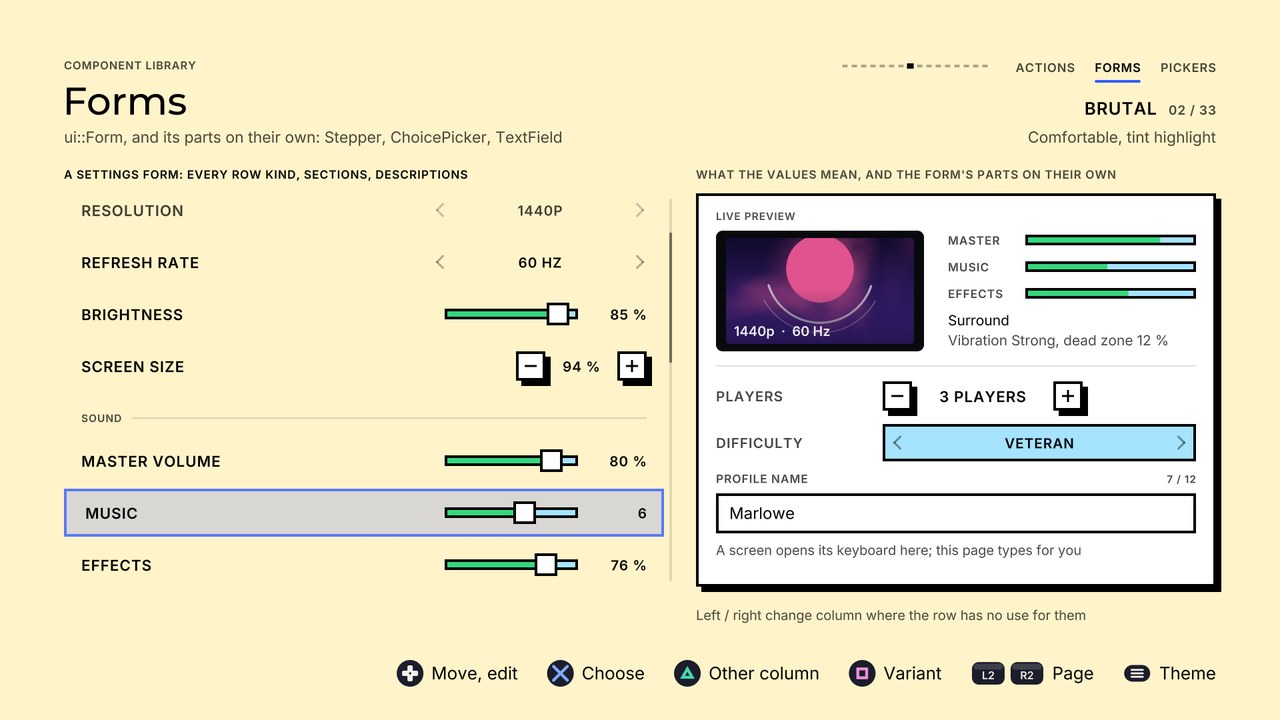 COMPONENT LIBRARY
Forms
ui::Form, and its parts on their own: Stepper, ChoicePicker, TextField
ACTIONS FORMS PICKERS
BRUTAL 02 / 33
Comfortable, tint highlight
A SETTINGS FORM: EVERY ROW KIND, SECTIONS, DESCRIPTIONS
RESOLUTION 1440P
REFRESH RATE 60 HZ
BRIGHTNESS 85 %
SCREEN SIZE 94 %
SOUND
MASTER VOLUME 80 %
MUSIC 6
EFFECTS 76 %
WHAT THE VALUES MEAN, AND THE FORM'S PARTS ON THEIR OWN
LIVE PREVIEW
1440p · 60 Hz
MASTER
MUSIC
EFFECTS
Surround
Vibration Strong, dead zone 12 %
PLAYERS 3 PLAYERS
DIFFICULTY VETERAN
PROFILE NAME 7 / 12
Marlowe
A screen opens its keyboard here; this page types for you
Left / right change column where the row has no use for them
Move, edit Choose Other column Variant L2 R2 Page Theme